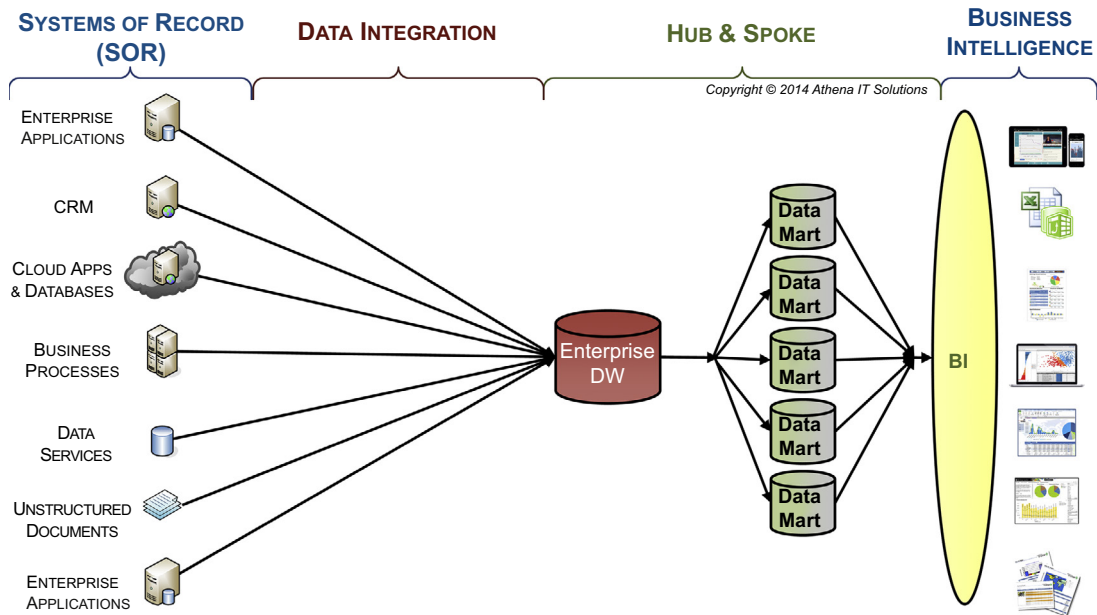 SYSTEMS OF RECORD
(SOR)
DATA INTEGRATION
HUB & SPOKE
BUSINESS
INTELLIGENCE
Copyright © 2014 Athena IT Solutions
ENTERPRISE
APPLICATIONS
CRM
CLOUD APPS
& DATABASES
BUSINESS
PROCESSES
DATA
SERVICES
UNSTRUCTURED
DOCUMENTS
ENTERPRISE
APPLICATIONS
Enterprise
DW
Data
Mart
Data
Mart
Data
Mart
Data
Mart
Data
Mart
BI